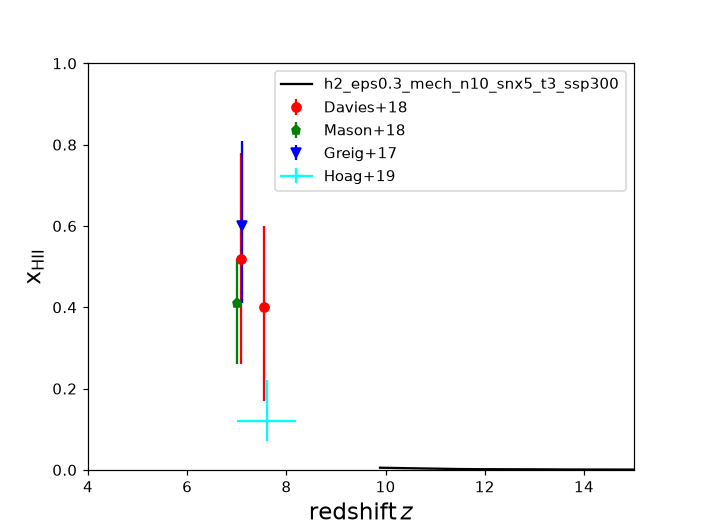 1.0
0.8
0.6
0.4
0.2
0.0
xHII
h2_eps0.3_mech_n10_snx5_t3_ssp300
Davies+18
Mason+18
Greig+17
Hoag+19
4 6 8 10 12 14
redshift z